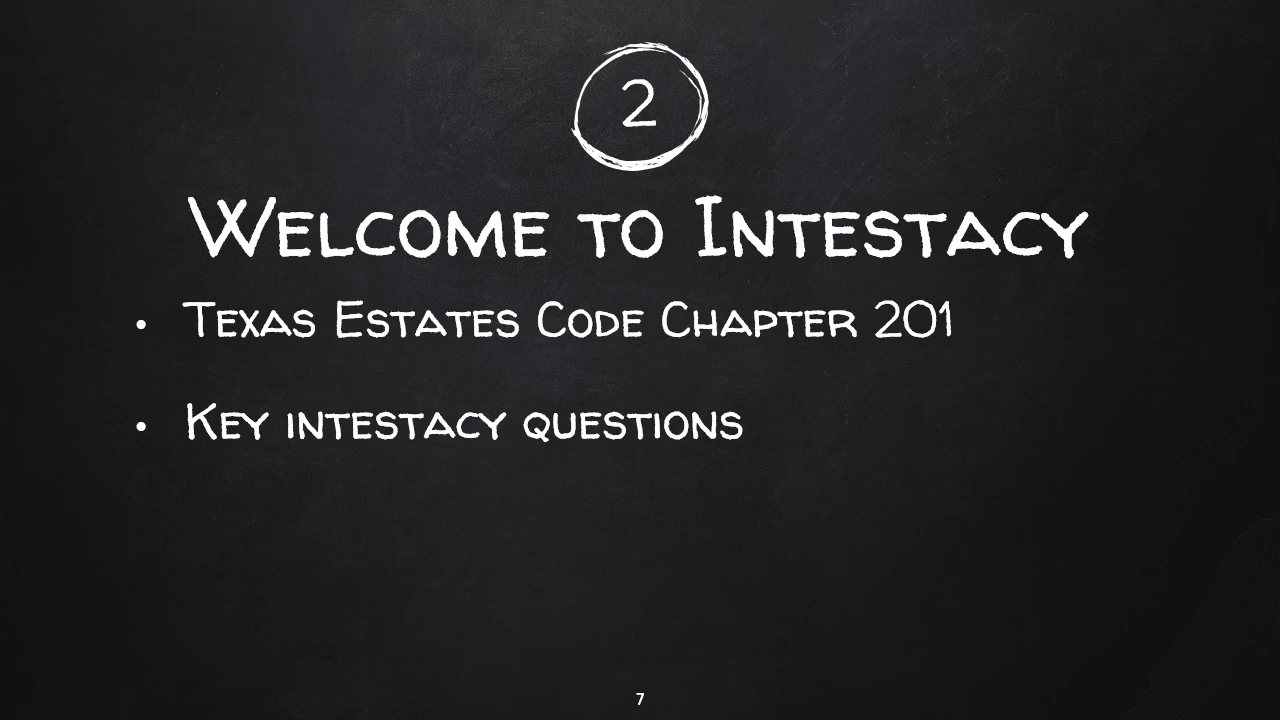 2
Welcome to Intestacy
• Texas Estates Code Chapter 201
• Key intestacy questions
7